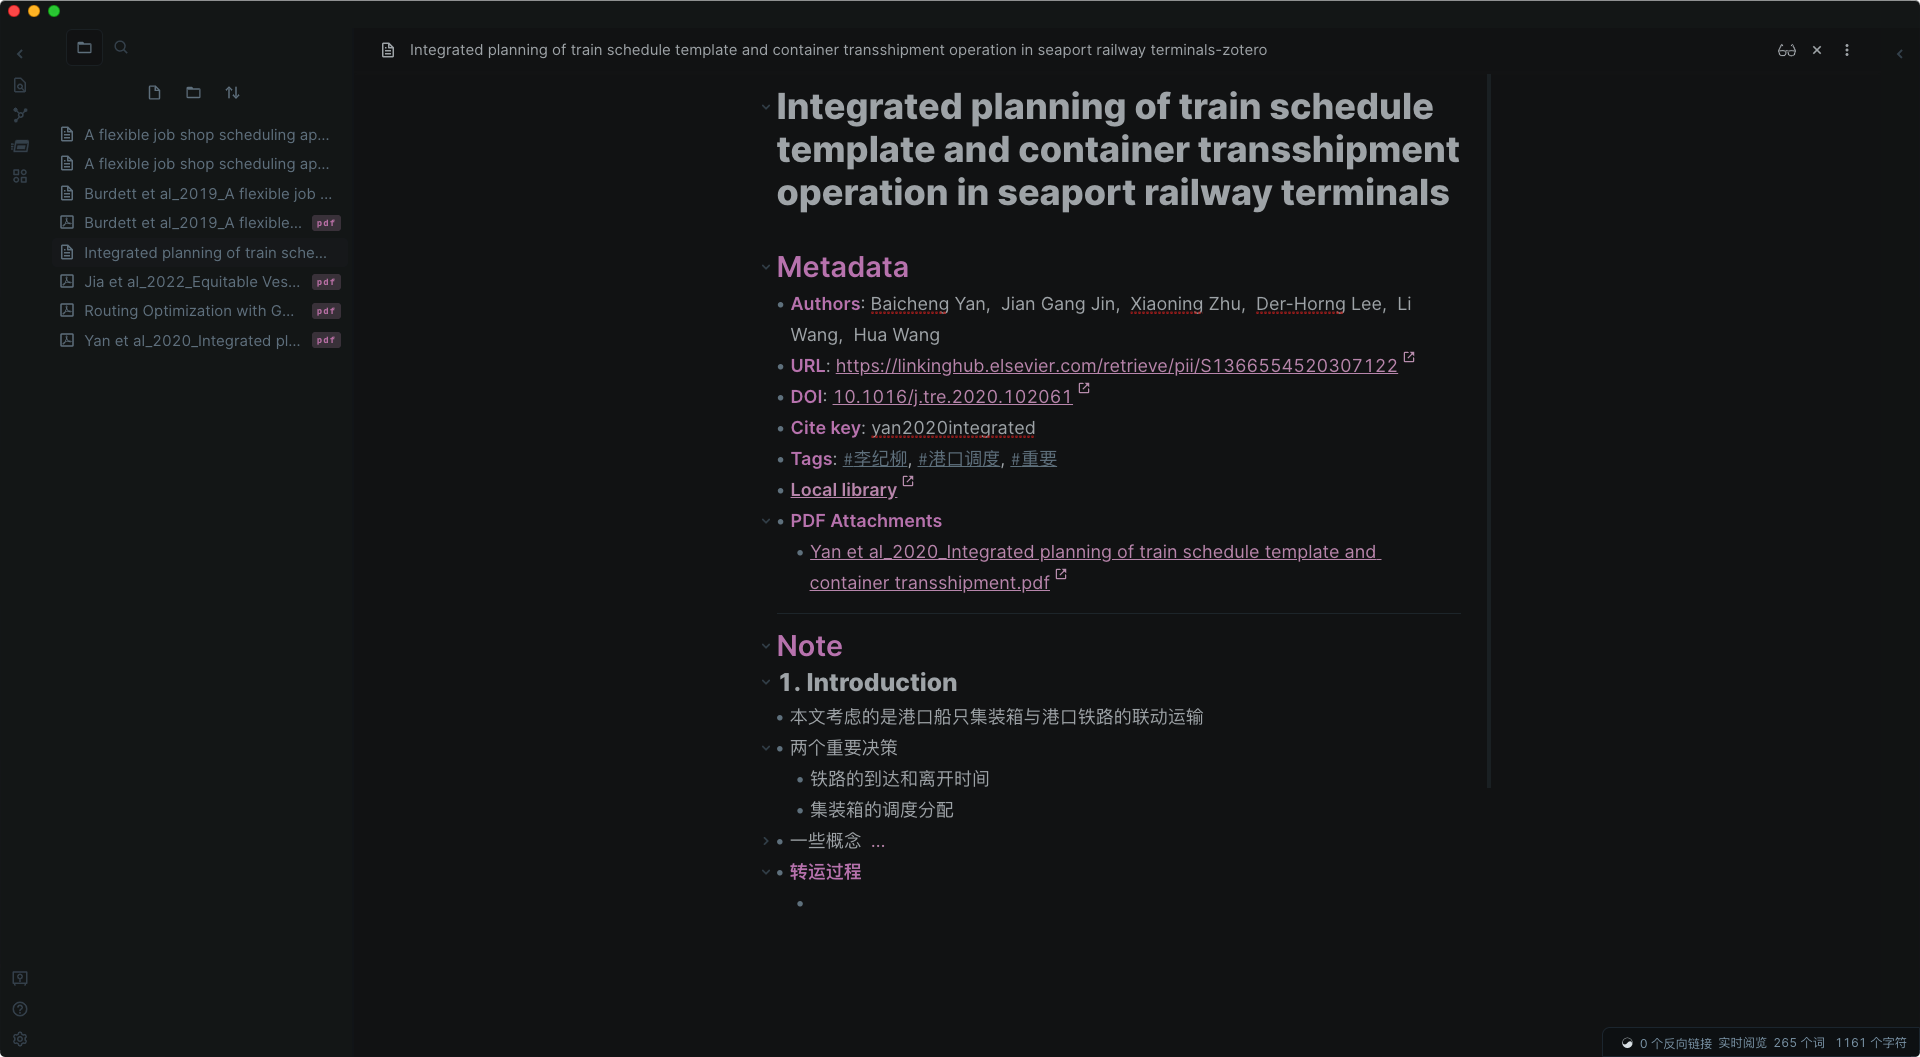 Integrated planning of train schedule template and container transshipment operation in seaport railway terminals-zotero
A flexible job shop scheduling ap...
A flexible job shop scheduling ap...
Burdett et al_2019_A flexible job ...
Burdett et al_2019_A flexible... pdf
Integrated planning of train sche...
Jia et al_2022_Equitable Ves... pdf
Routing Optimization with G... pdf
Yan et al_2020_Integrated pl... pdf
Integrated planning of train schedule
template and container transshipment
operation in seaport railway terminals
Metadata
Authors: Baicheng Yan, Jian Gang Jin, Xiaoning Zhu, Der-Horng Lee, Li
Wang, Hua Wang
URL: https://linkinghub.elsevier.com/retrieve/pii/S1366554520307122
DOI: 10.1016/j.tre.2020.102061
Cite key: yan2020integrated
Tags: #李纪柳, #港口调度, #重要
Local library
PDF Attachments
Yan et al_2020_Integrated planning of train schedule template and
container transshipment.pdf
Note
1. Introduction
本文考虑的是港口船只集装箱与港口铁路的联动运输
两个重要决策
铁路的到达和离开时间
集装箱的调度分配
一些概念 ...
转运过程
0 个反向链接 实时阅览 265 个词 1161 个字符